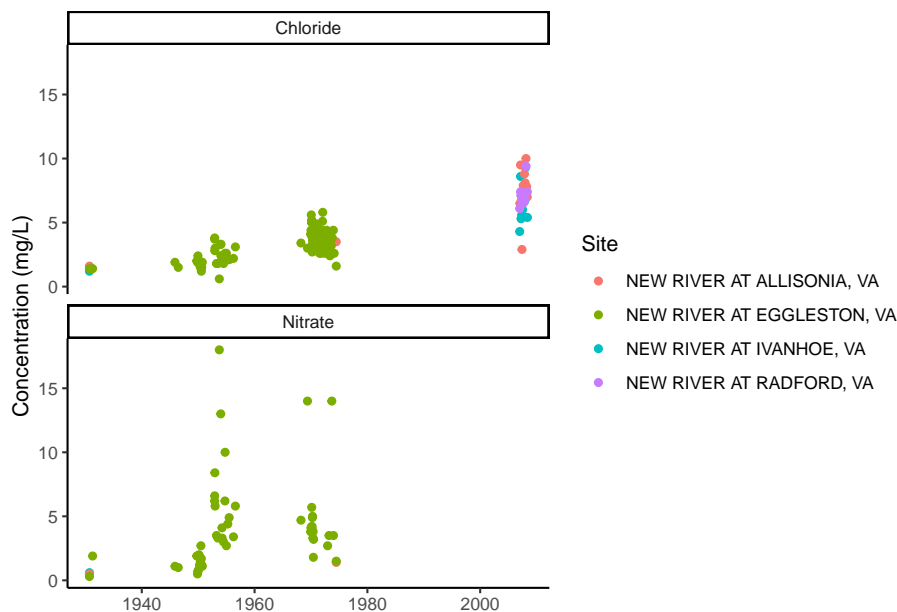 Chloride
15
10
5
0
Nitrate
15
10
5
0
1940 1960 1980 2000
Concentration (mg/L)
Site
NEW RIVER AT ALLISONIA, VA
NEW RIVER AT EGGLESTON, VA
NEW RIVER AT IVANHOE, VA
NEW RIVER AT RADFORD, VA